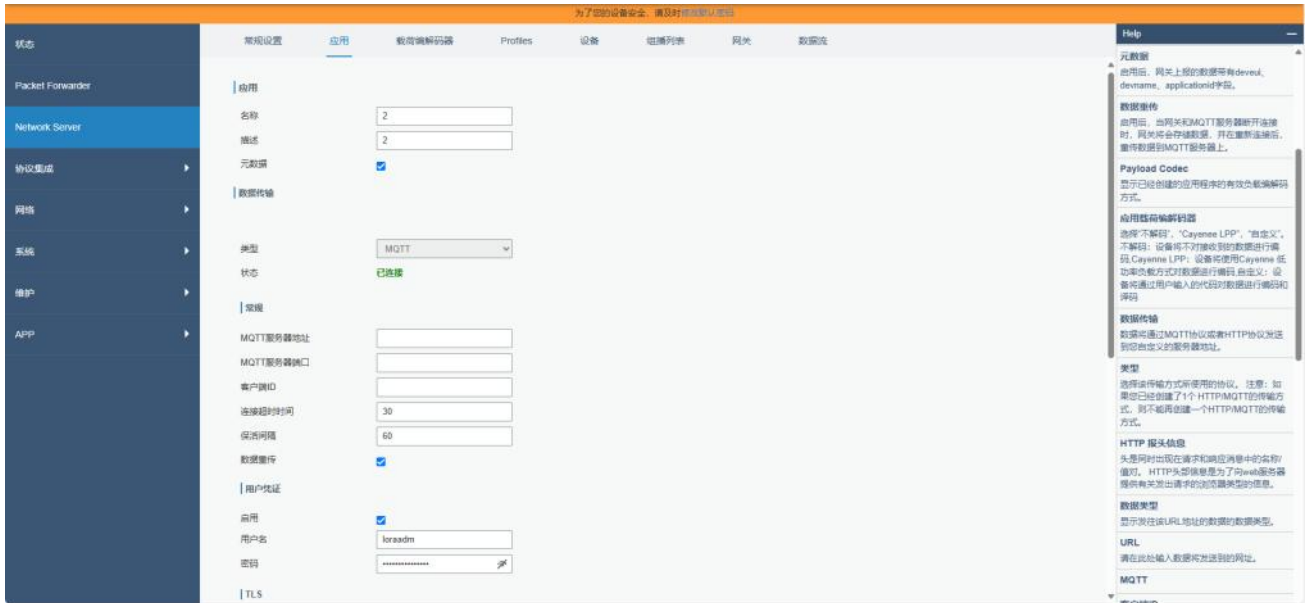 为了您的设备安全，请及时修改默认密码
状态
Packet Forwarder
Network Server
协议集成
网络
系统
维护
APP
常规设置
应用
载荷编解码器
Profiles
设备
组播列表
网关
数据流
应用
名称
2
描述
2
元数据
数据传输
类型
MQTT
状态
已连接
常规
MQTT服务器地址
MQTT服务器端口
客户端ID
连接超时时间
30
保活间隔
60
数据重传
用户凭证
启用
用户名
loraadm
密码
TLS
Help
元数据
启用后，网关上报的数据带有deveui,
devname、applicationid字段。
数据重传
启用后，当网关和MQTT服务器断开连接
时，网关将会存储数据，并在重新连接后，
重传数据到MQTT服务器上。
Payload Codec
显示已经创建的应用程序的有效负载编解码
方式。
应用载荷编解码器
选择“不解码”，“Cayenee LPP”，“自定义”。
不解码：设备将不对接收到的数据进行编
码,Cayenne LPP：设备将使用Cayenne 低
功率负载方式对数据进行编码,自定义：设
备将通过用户输入的代码对数据进行编码和
译码
数据传输
数据将通过MQTT协议或者HTTP协议发送
到您自定义的服务器地址。
类型
选择该传输方式所使用的协议。 注意：如
果您已经创建了1个 HTTP/MQTT的传输方
式，则不能再创建一个HTTP/MQTT的传输
方式。
HTTP 报头信息
头是同时出现在请求和响应消息中的名称/
值对。 HTTP头部信息是为了向web服务器
提供有关发出请求的浏览器类型的信息。
数据类型
显示发往该URL地址的数据的数据类型。
URL
请在此处输入数据将发送到的网址。
MQTT
客户端ID